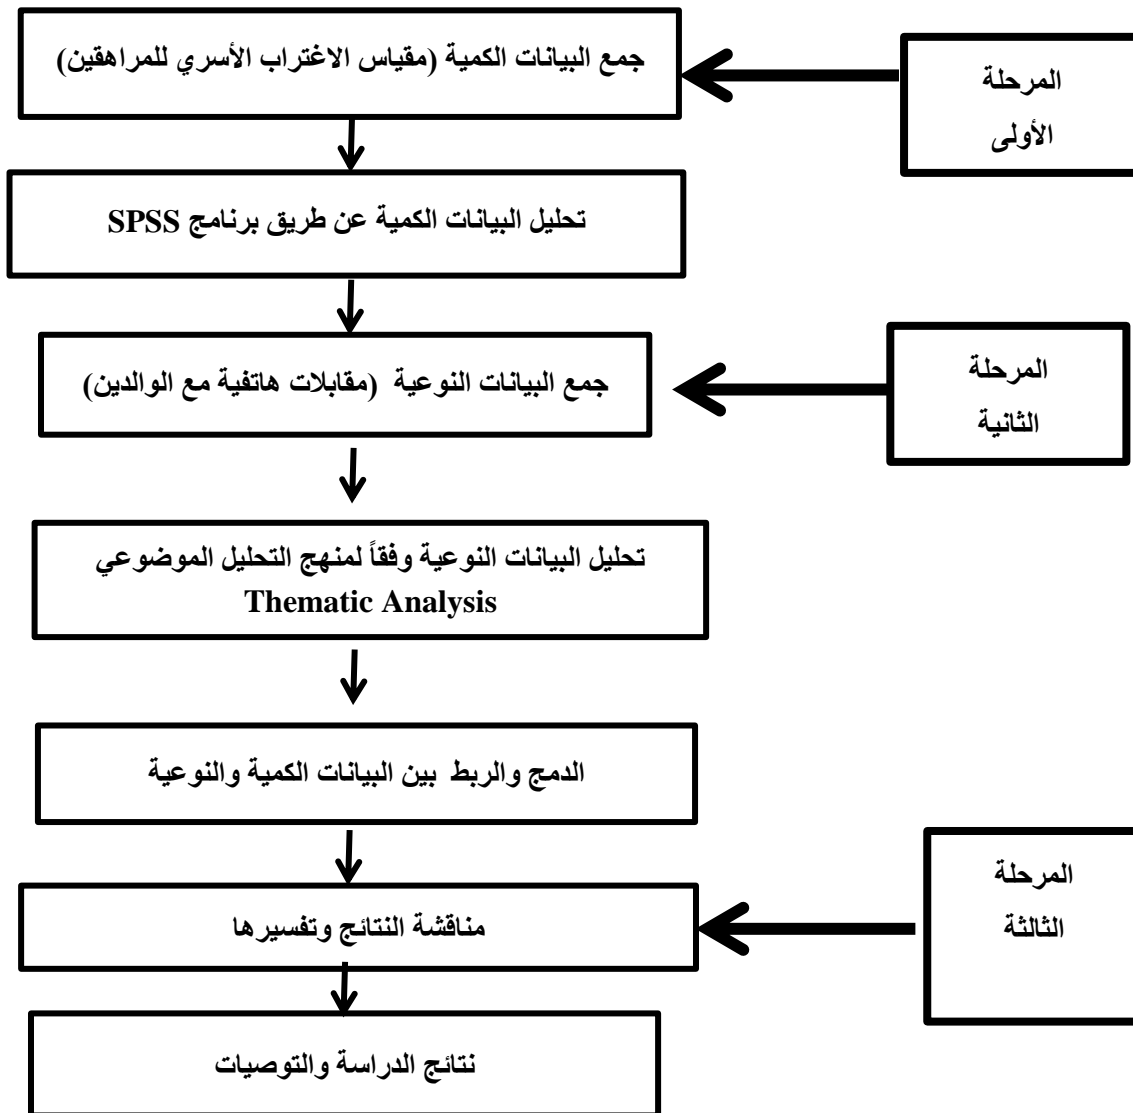 جمع البيانات الكمية (مقياس الاغتراب الأسري للمراهقين)
المرحلة
الأولى
تحليل البيانات الكمية عن طريق برنامج SPSS
المرحلة
الثانية
جمع البيانات النوعية (مقابلات هاتفية مع الوالدين)
تحليل البيانات النوعية وفقاً لمنهج التحليل الموضوعي
Thematic Analysis
الدمج والربط بين البيانات الكمية والنوعية
المرحلة
الثالثة
مناقشة النتائج وتفسيرها
نتائج الدراسة والتوصيات